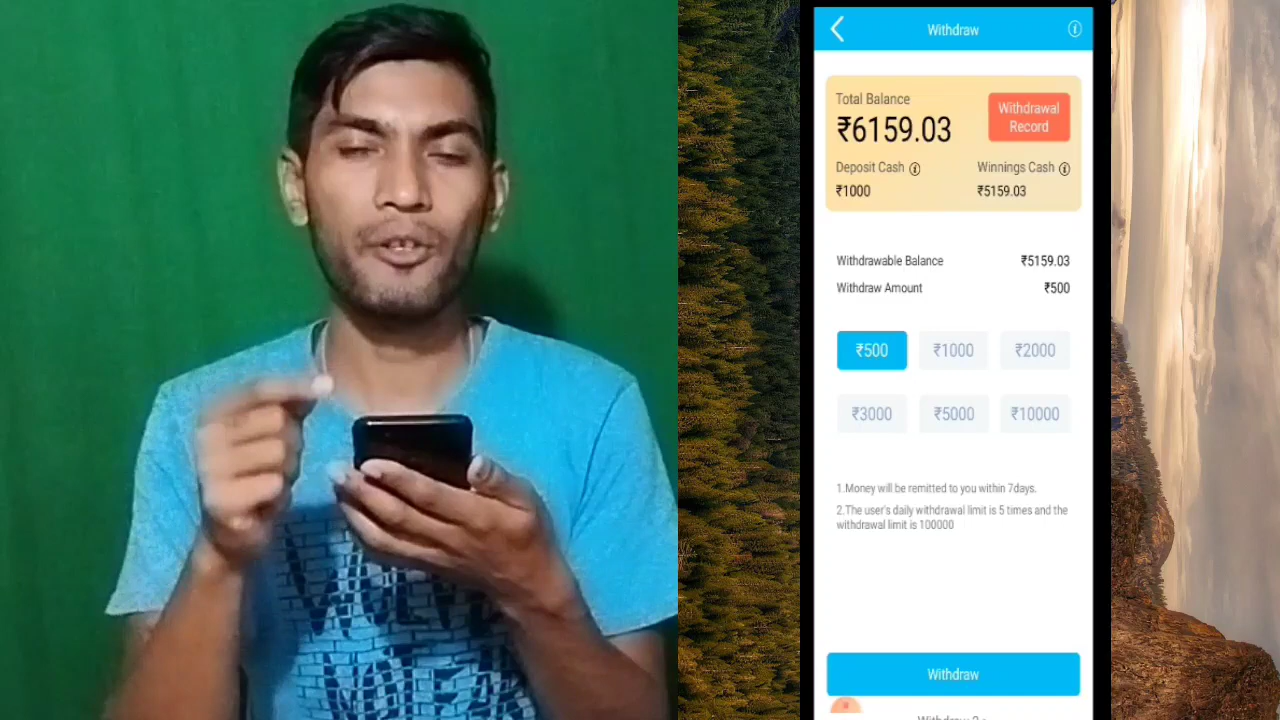 Withdraw
Total Balance
₹6159.03
Withdrawal
Record
Deposit Cash
₹1000
Winnings Cash
₹5159.03
Withdrawable Balance ₹5159.03
Withdraw Amount ₹500
₹500 ₹1000 ₹2000
₹3000 ₹5000 ₹10000
1.Money will be remitted to you within 7days.
2.The user's daily withdrawal limit is 5 times and the
withdrawal limit is 100000
Withdraw